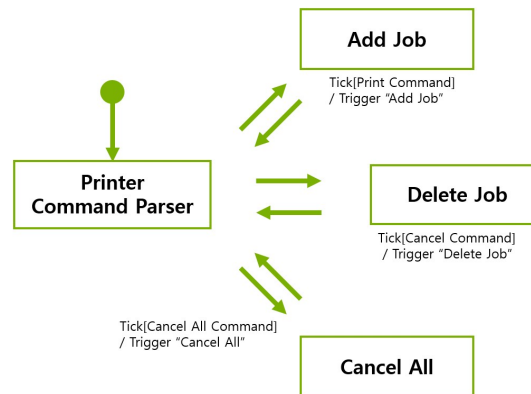 Add Job
Tick[Print Command]
/ Trigger “Add Job”
Printer
Command Parser
Delete Job
Tick[Cancel Command]
/ Trigger “Delete Job”
Tick[Cancel All Command]
/ Trigger “Cancel All”
Cancel All